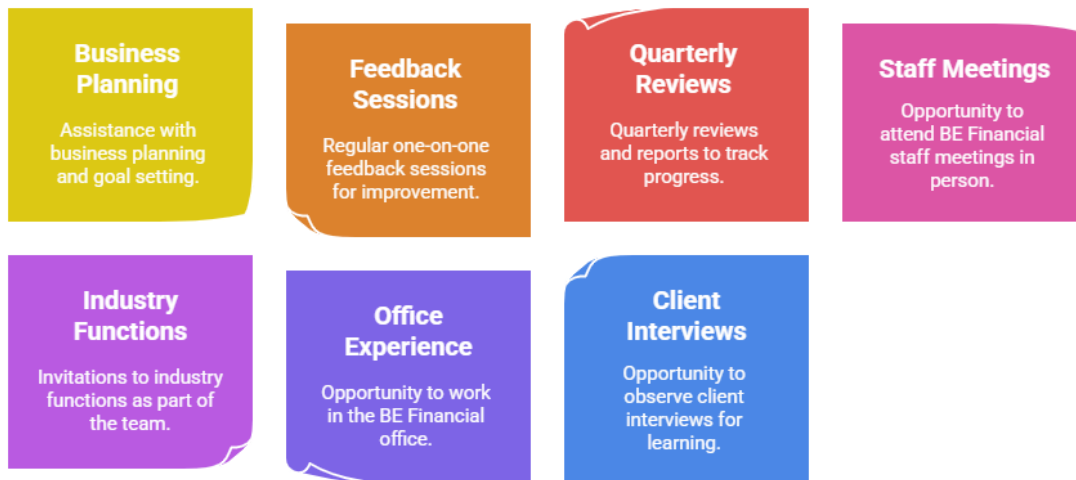 Business
Planning
Assistance with
business planning
and goal setting.
Feedback
Sessions
Regular one-on-one
feedback sessions
for improvement.
Quarterly
Reviews
Quarterly reviews
and reports to track
progress.
Staff Meetings
Opportunity to
attend BE Financial
staff meetings in
person.
Industry
Functions
Invitations to industry
functions as part of
the team.
Office
Experience
Opportunity to work
in the BE Financial
office.
Client
Interviews
Opportunity to
observe client
interviews for
learning.